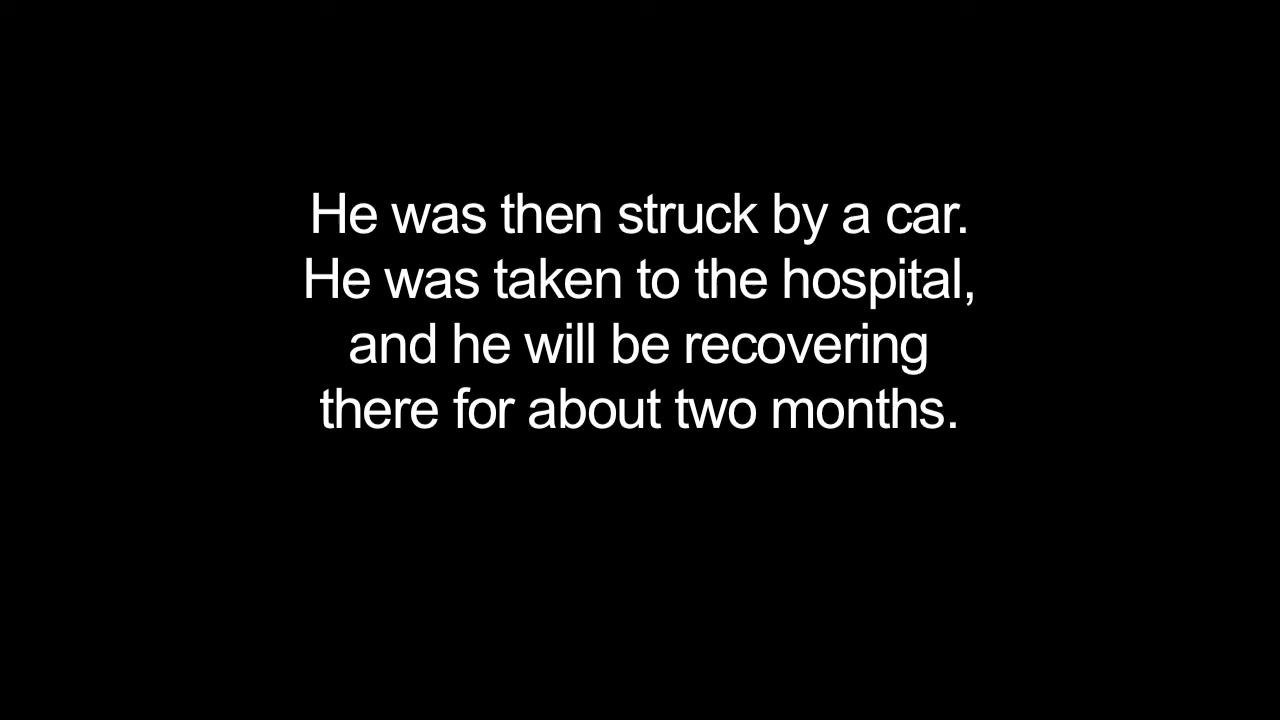 He was then struck by a car.
He was taken to the hospital,
and he will be recovering
there for about two months.